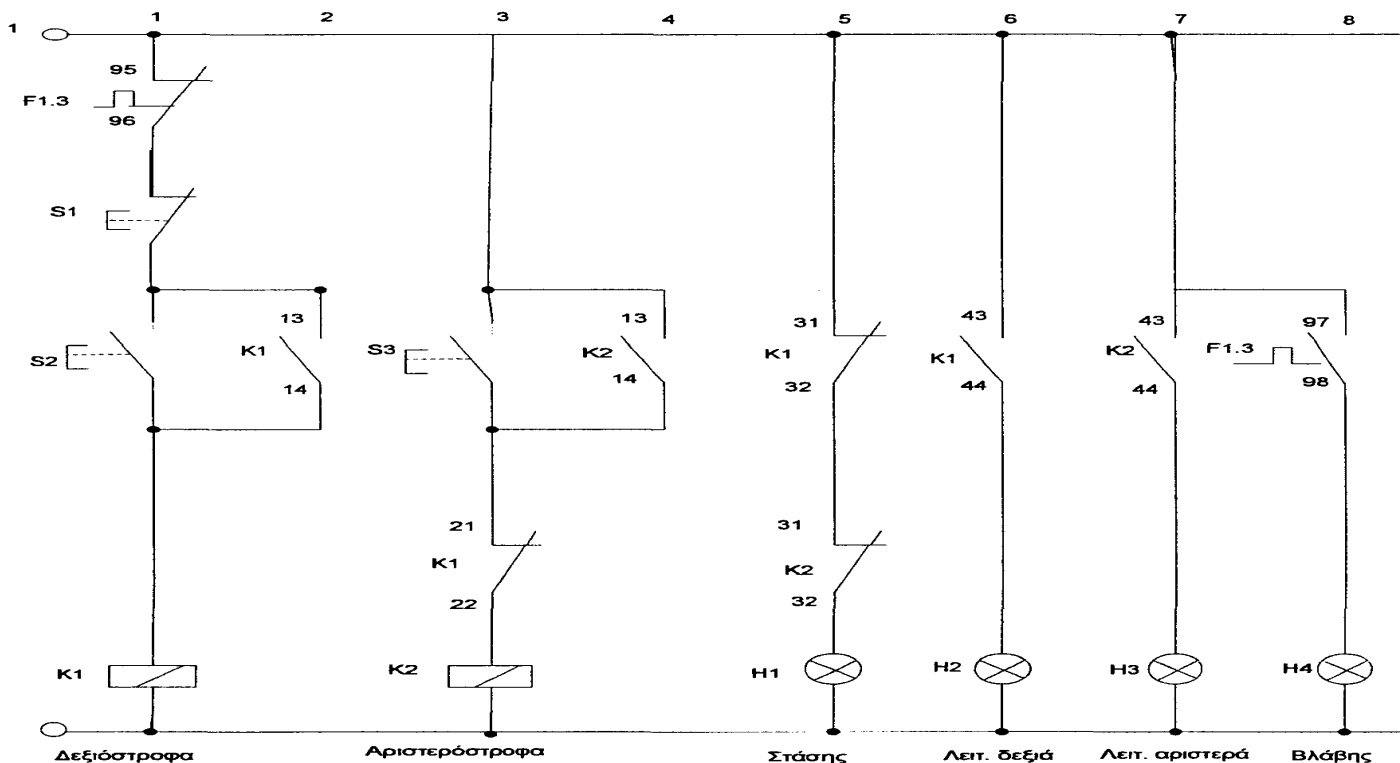 1 1 2 3 4 5 6 7 8
95
F1.3
96
S1
13 13 31 43 43 97
S2 K1 S3 K2 K1 K1 K2 F1.3
14 14 32 44 44 98
21 31
K1 K2
22 32
K1 K2 H1 H2 H3 H4
Δεξιόστροφα Αριστερόστροφα Στάσης Λειτ. δεξιά Λειτ. αριστερά Βλάβης